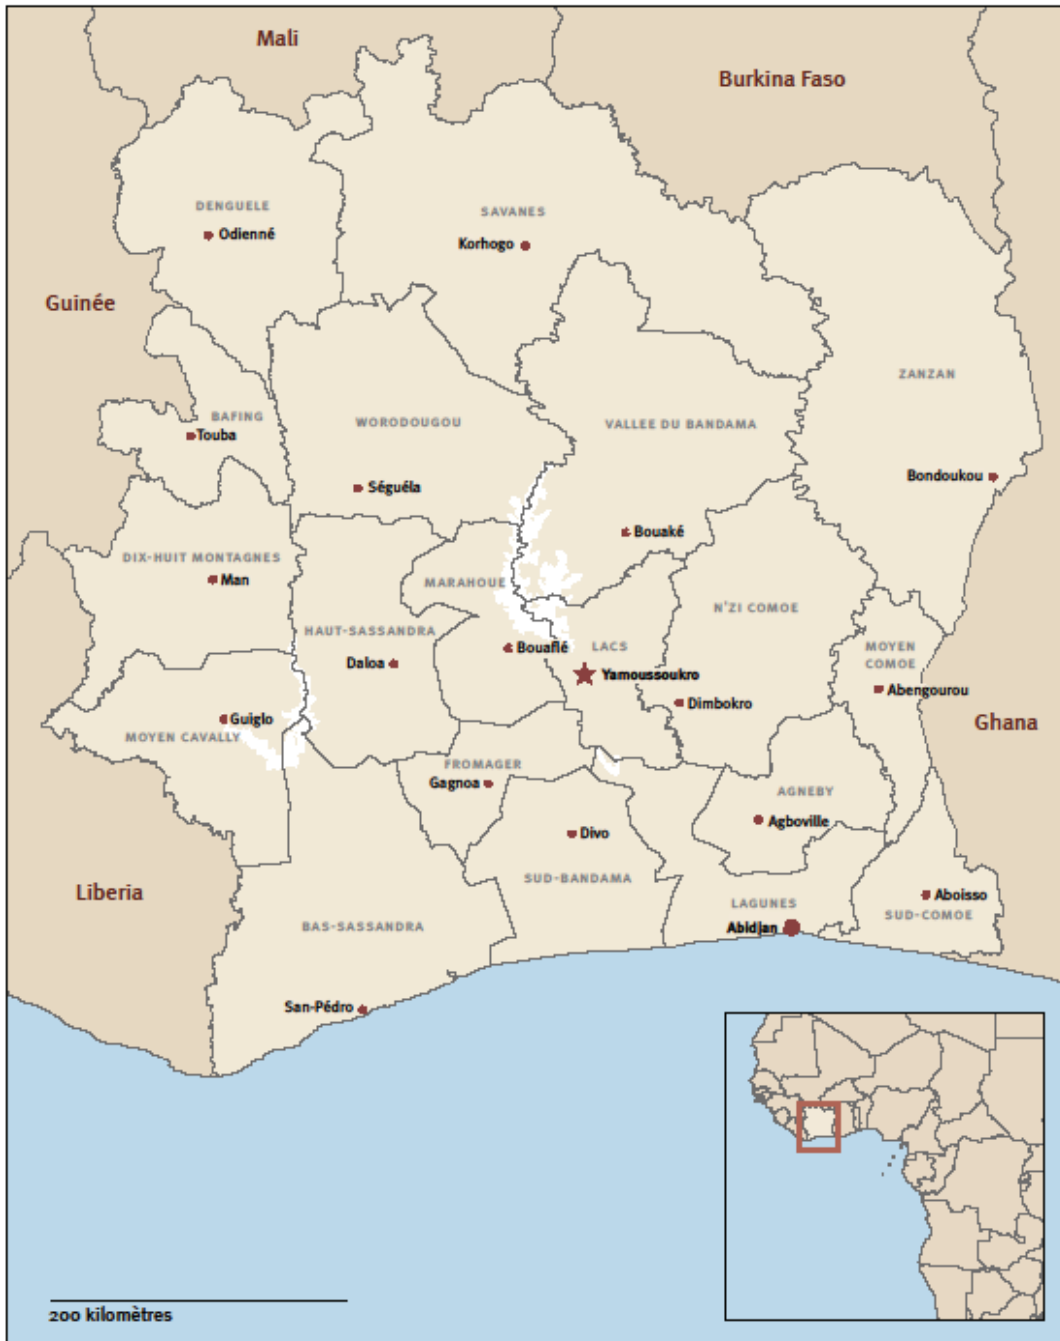 Mali
Burkina Faso
DENGUELE
Odienné
SAVANES
Korhogo
Guinée
ZANZAN
BAFING
Touba
WORODOUGOU
VALLEE DU BANDAMA
Séguéla
Bondoukou
Bouaké
DIX-HUIT MONTAGNES
Man
MARAHOUE
N'ZI COMOE
HAUT-SASSANDRA
Daloa
Bouaflé
LACS
Yamoussoukro
MOYEN
COMOE
Abengourou
Dimbokro
Guiglo
MOYEN CAVALLY
Ghana
FROMAGER
Gagnoa
AGNEBY
Agboville
Divo
SUD-BANDAMA
Liberia
LAGUNES
Abidjan
Aboisso
SUD-COMOE
BAS-SASSANDRA
San-Pédro
200 kilomètres